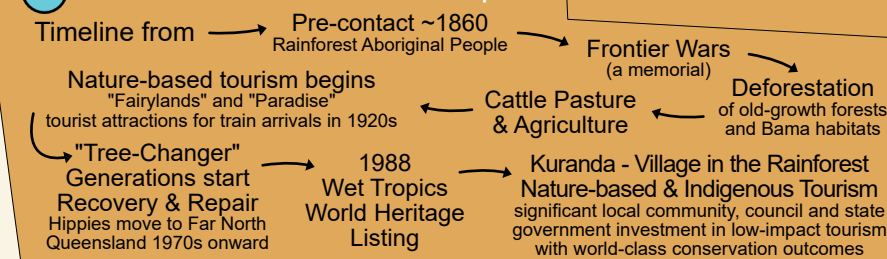 Timeline from
Pre-contact ~1860
Rainforest Aboriginal People
Frontier Wars
(a memorial)
Deforestation
of old-growth forests
and Bama habitats
Cattle Pasture
& Agriculture
Nature-based tourism begins
"Fairylands" and "Paradise"
tourist attractions for train arrivals in 1920s
"Tree-Changer"
Generations start
Recovery & Repair
Hippies move to Far North
Queensland 1970s onward
1988
Wet Tropics
World Heritage
Listing
Kuranda - Village in the Rainforest
Nature-based & Indigenous Tourism
significant local community, council and state
government investment in low-impact tourism
with world-class conservation outcomes